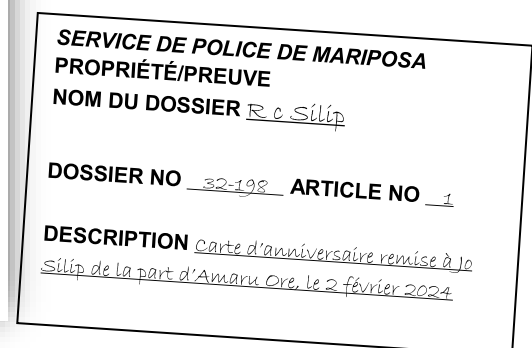 SERVICE DE POLICE DE MARIPOSA
PROPRIÉTÉ/PREUVE
NOM DU DOSSIER R c Silip
DOSSIER NO 32-198 ARTICLE NO 1
DESCRIPTION Carte d'anniversaire remise à Jo
Silip de la part d'Amaru Ore, le 2 février 2024